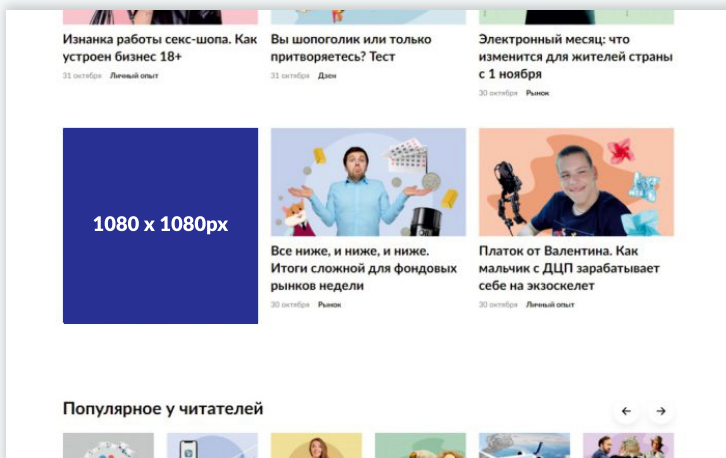 Изнанка работы секс-шопа. Как
устроен бизнес 18+
31 октября Личный опыт
Вы шопоголик или только
притворяетесь? Тест
31 октября Дзен
Электронный месяц: что
изменится для жителей страны
с 1 ноября
30 октября Рынок
1080 x 1080px
Все ниже, и ниже, и ниже.
Итоги сложной для фондовых
рынков недели
30 октября Рынок
Платок от Валентина. Как
мальчик с ДЦП зарабатывает
себе на экзоскелет
30 октября Личный опыт
Популярное у читателей